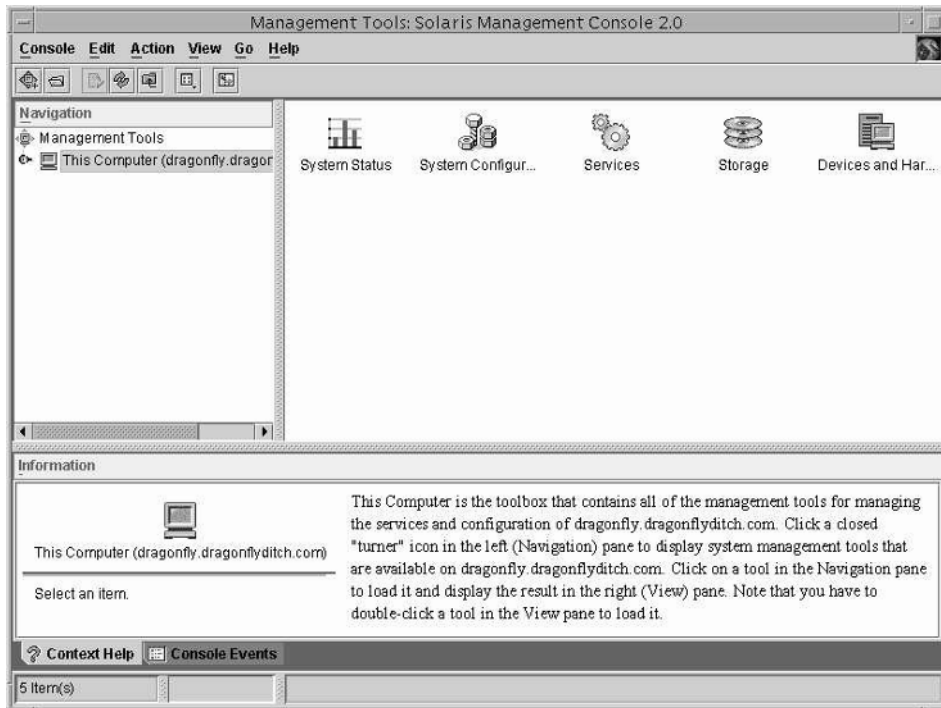 Management Tools: Solaris Management Console 2.0
Console Edit Action View Go Help
Navigation
Management Tools
This Computer (dragonfly.dragor
System Status
System Configur...
Services
Storage
Devices and Har...
Information
This Computer (dragonfly.dragonflyditch.com)
Select an item.
This Computer is the toolbox that contains all of the management tools for managing
the services and configuration of dragonfly.dragonflyditch.com. Click a closed
"turner" icon in the left (Navigation) pane to display system management tools that
are available on dragonfly.dragonflyditch.com. Click on a tool in the Navigation pane
to load it and display the result in the right (View) pane. Note that you have to
double-click a tool in the View pane to load it.
Context Help
Console Events
5 Item(s)